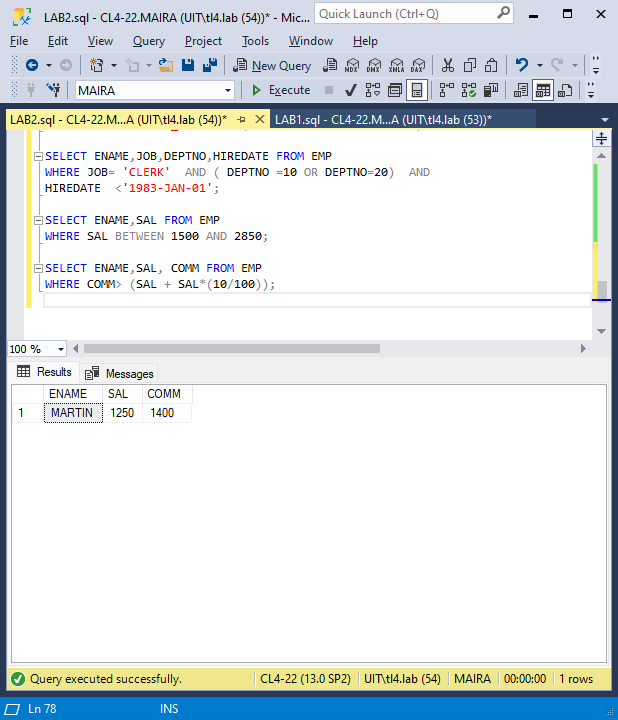 LAB2.sql - CL4-22.MAIRA (UIT\tl4.lab (54))* - Mic...
Quick Launch (Ctrl+Q)
File Edit View Query Project Tools Window Help
New Query MDX DMX XMLA DAX
MAIRA Execute
LAB2.sql - CL4-22.M...A (UIT\tl4.lab (54))* LAB1.sql - CL4-22.M...A (UIT\tl4.lab (53))*
SELECT ENAME,JOB,DEPTNO,HIREDATE FROM EMP
WHERE JOB= 'CLERK'  AND ( DEPTNO =10 OR DEPTNO=20)  AND
HIREDATE  <'1983-JAN-01';
SELECT ENAME,SAL FROM EMP
WHERE SAL BETWEEN 1500 AND 2850;
SELECT ENAME,SAL, COMM FROM EMP
WHERE COMM> (SAL + SAL*(10/100));
100 %
Results Messages
ENAME SAL COMM
1 MARTIN 1250 1400
Query executed successfully. CL4-22 (13.0 SP2) UIT\tl4.lab (54) MAIRA 00:00:00 1 rows
Ln 78 INS